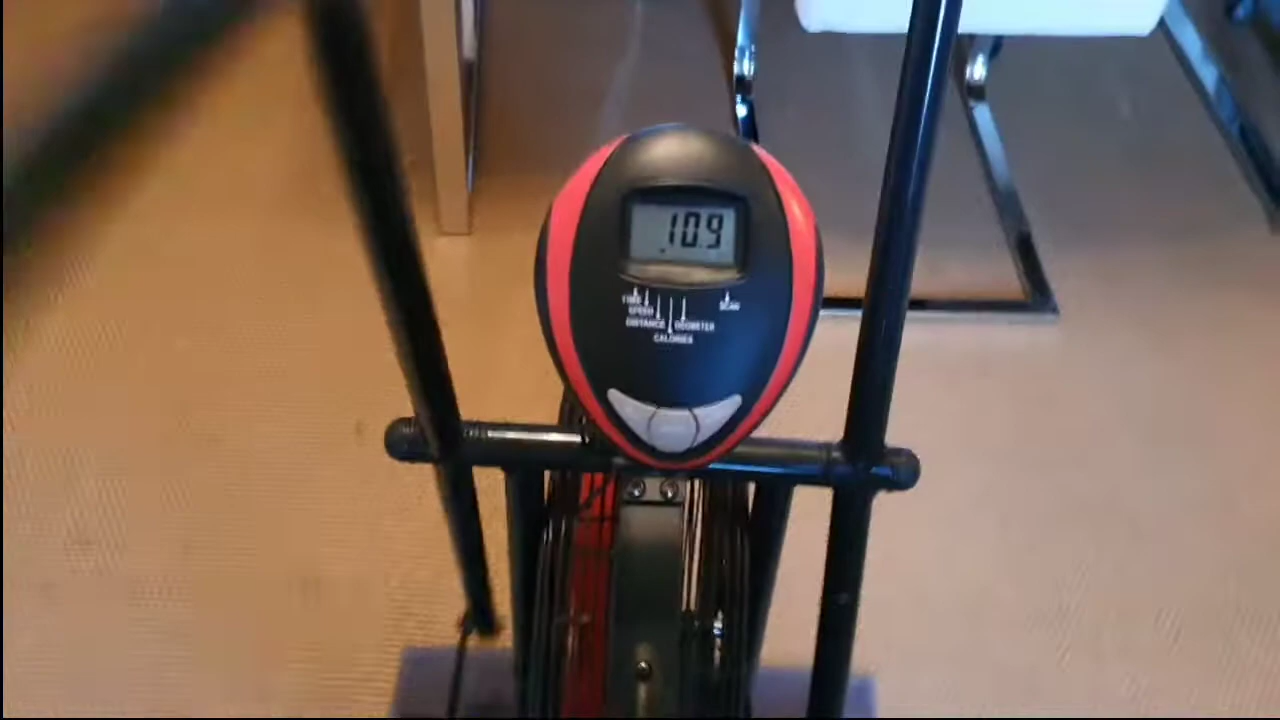 10.9
TIME
SPEED
DISTANCE
CALORIES
ODOMETER
SCAN